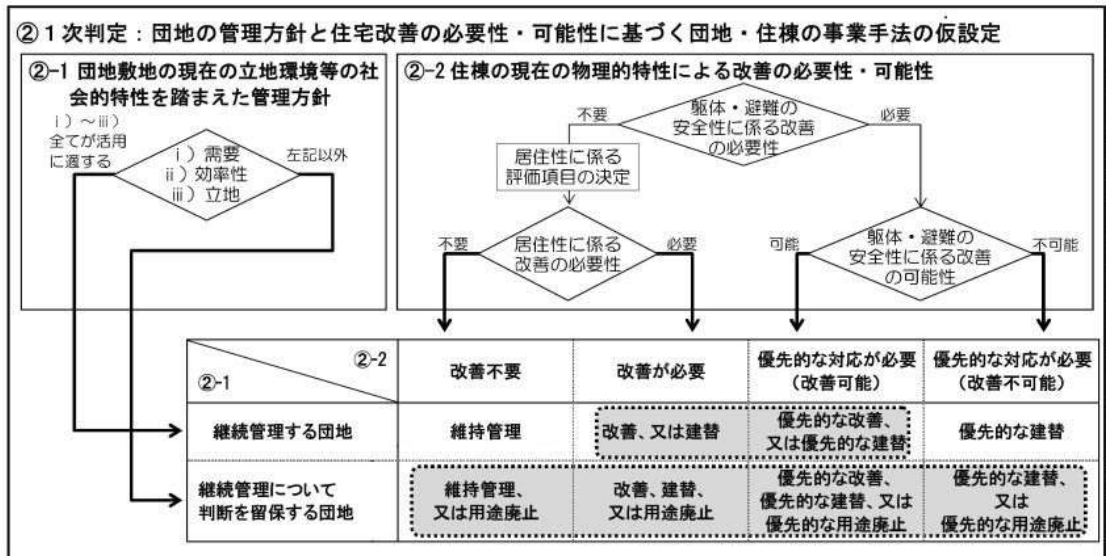 ②１次判定：団地の管理方針と住宅改善の必要性・可能性に基づく団地・住棟の事業手法の仮設定
②-1 団地敷地の現在の立地環境等の社
会的特性を踏まえた管理方針
ⅰ）～ⅲ）
全てが活用
に適する
ⅰ）需要
ⅱ）効率性
ⅲ）立地
左記以外
②-2 住棟の現在の物理的特性による改善の必要性・可能性
不要
躯体・避難の
安全性に係る改善
の必要性
必要
居住性に係る
評価項目の決定
不要
居住性に係る
改善の必要性
必要
可能
躯体・避難の
安全性に係る改善
の可能性
不可能
②-2
②-1
改善不要
改善が必要
優先的な対応が必要
（改善可能）
優先的な対応が必要
（改善不可能）
継続管理する団地
維持管理
改善、又は建替
優先的な改善、
又は優先的な建替
優先的な建替
継続管理について
判断を留保する団地
維持管理、
又は用途廃止
改善、建替、
又は用途廃止
優先的な改善、
優先的な建替、又は
優先的な用途廃止
優先的な建替、
又は
優先的な用途廃止